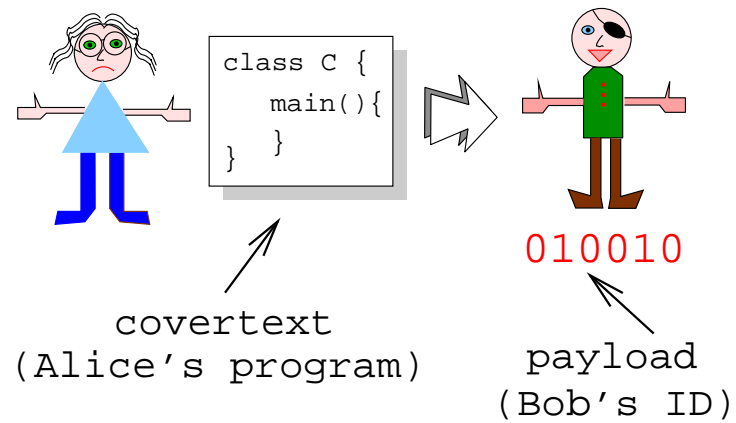 class C {
main(){
}
}
010010
covertext
(Alice's program)
payload
(Bob's ID)